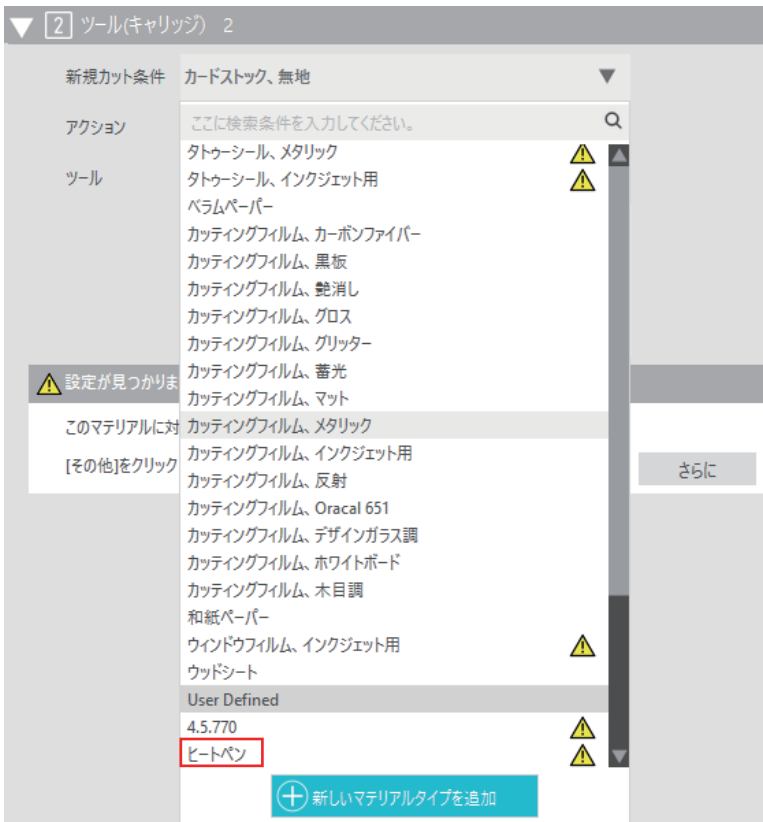 2 ツール(キャリッジ) 2
新規カット条件 カードストック、無地
アクション
ここに検索条件を入力してください。
タトゥーシール、メタリック
ツール
タトゥーシール、インクジェット用
ベラムペーパー
カッティングフィルム、カーボンファイバー
カッティングフィルム、黒板
カッティングフィルム、艶消し
カッティングフィルム、グロス
カッティングフィルム、グリッター
カッティングフィルム、蓄光
設定が見つかりま
カッティングフィルム、マット
このマテリアルに対
カッティングフィルム、メタリック
カッティングフィルム、インクジェット用
[その他]をクリック
さらに
カッティングフィルム、反射
カッティングフィルム、Oracal 651
カッティングフィルム、デザインガラス調
カッティングフィルム、ホワイトボード
カッティングフィルム、木目調
和紙ペーパー
ウィンドウフィルム、インクジェット用
ウッドシート
User Defined
4.5.770
ヒートペン
新しいマテリアルタイプを追加